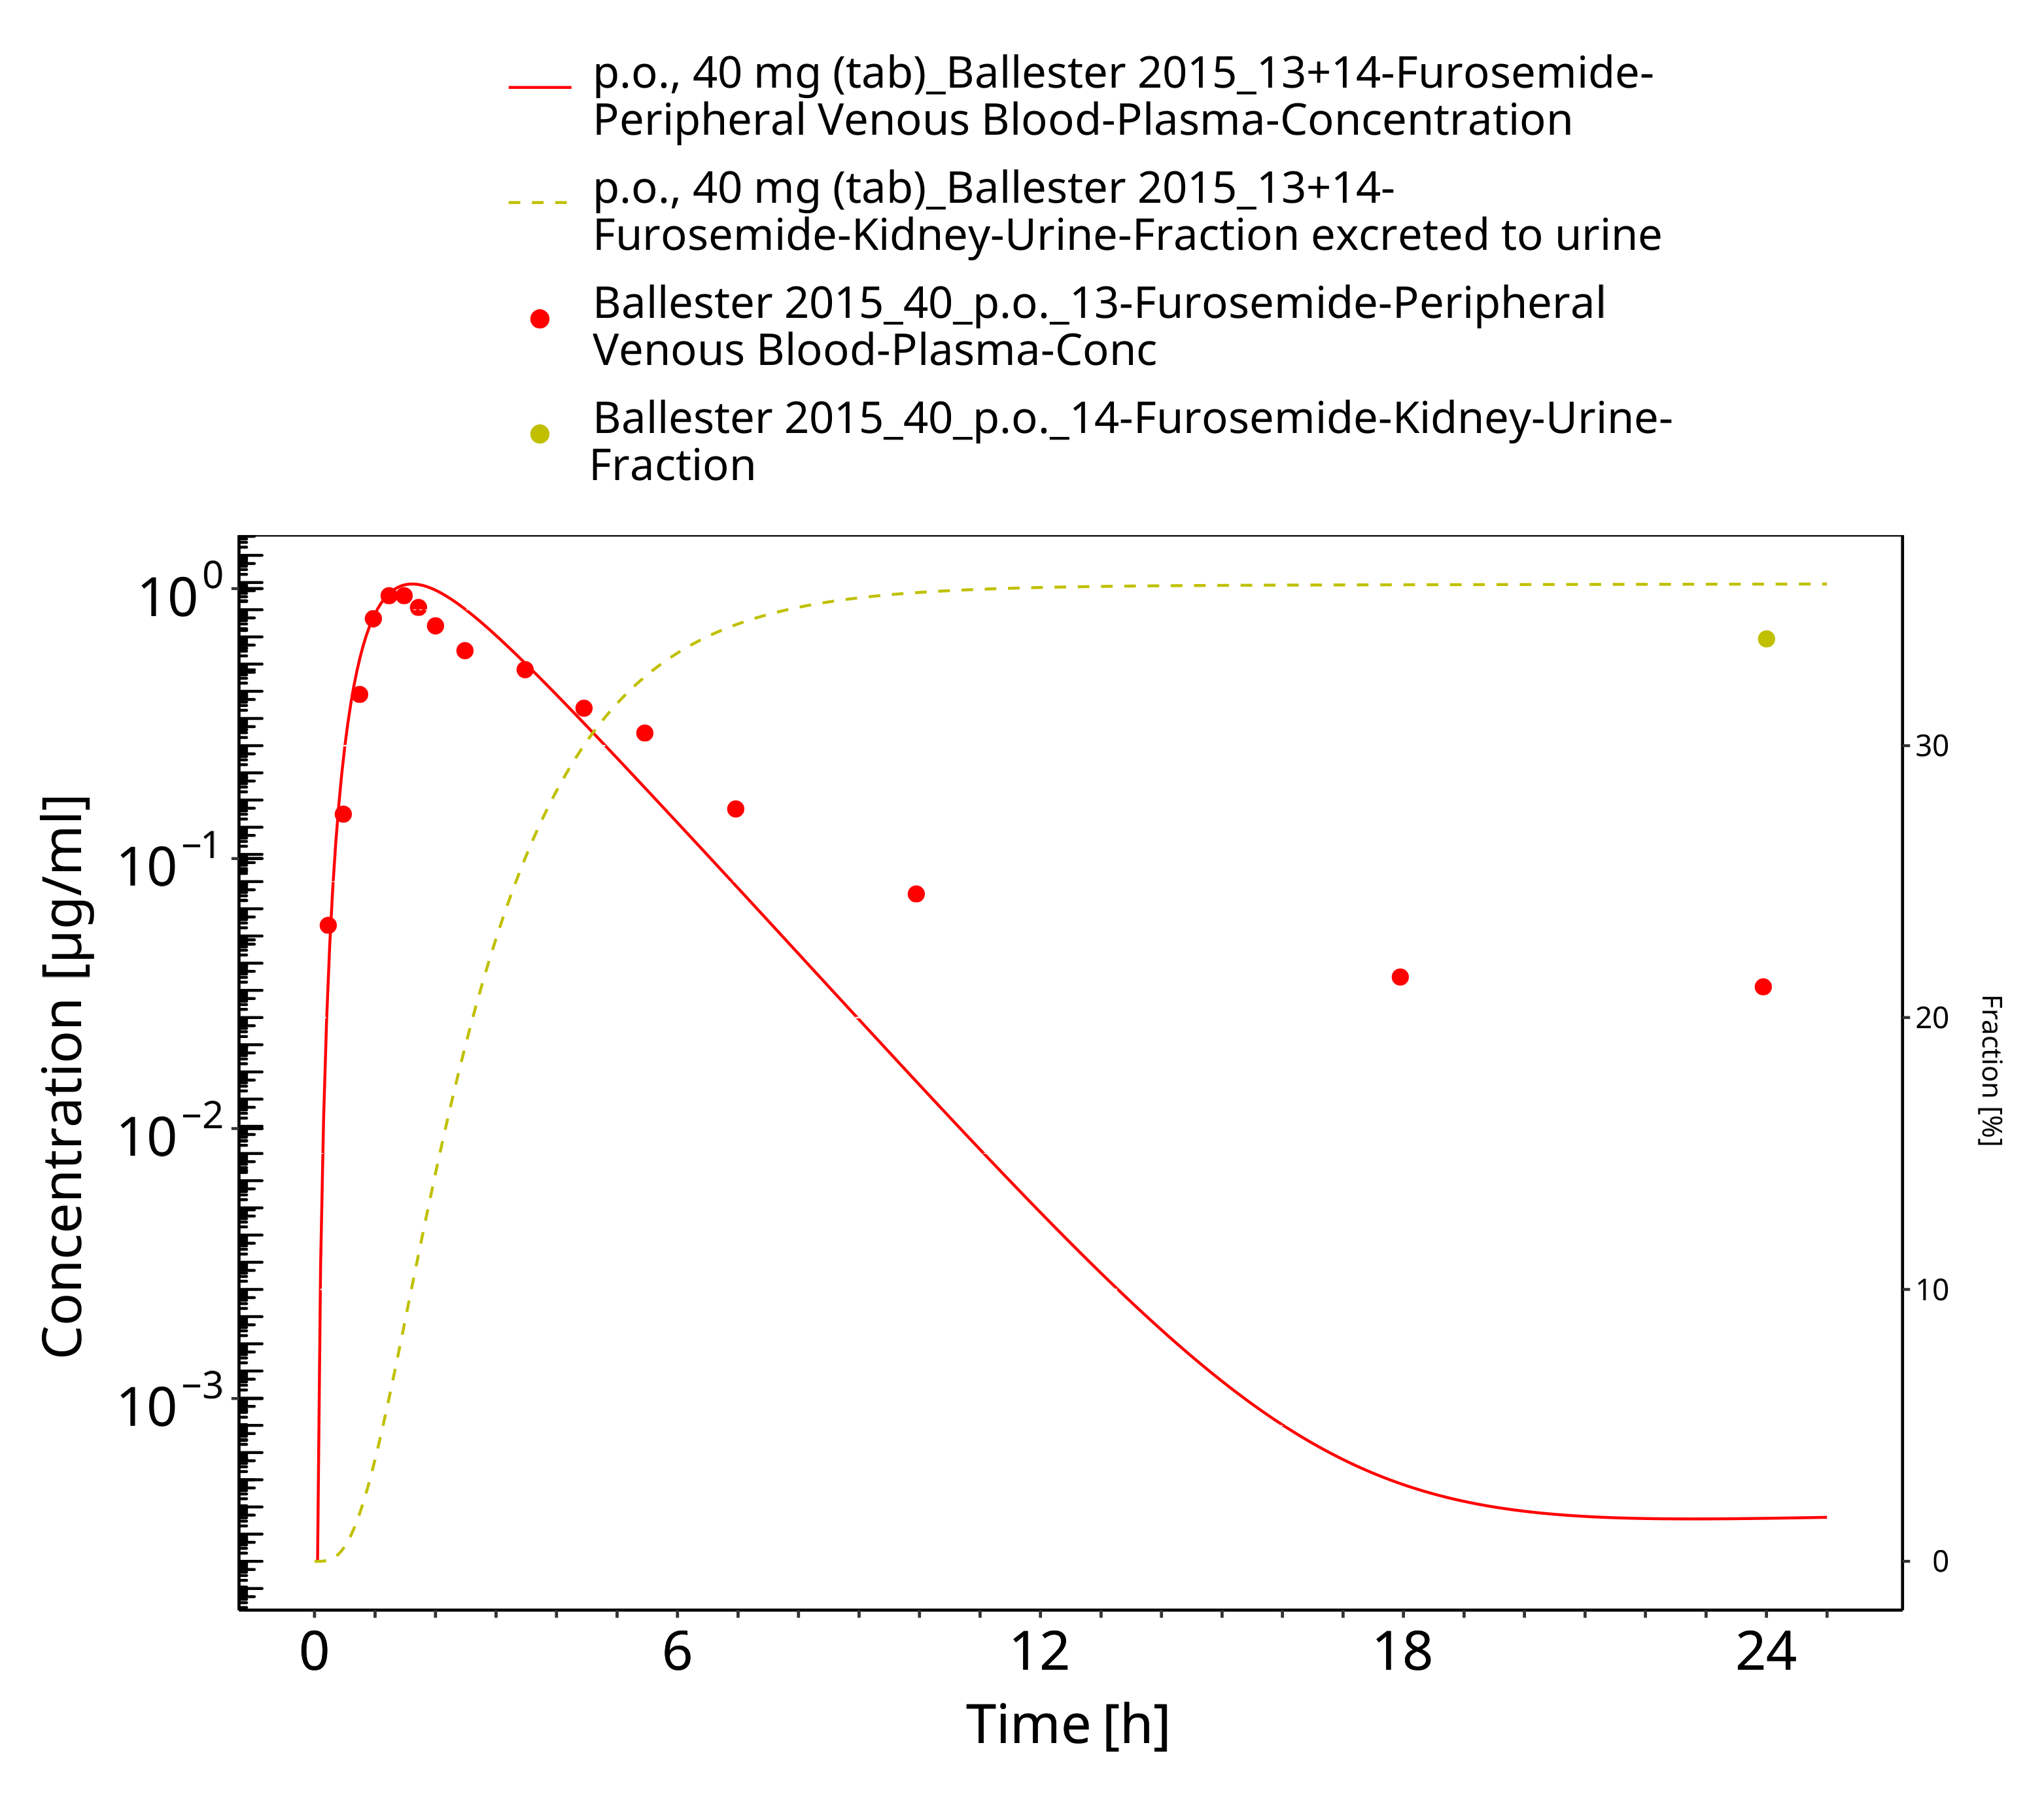 p.o., 40 mg (tab)_Ballester 2015_13+14-Furosemide-
Peripheral Venous Blood-Plasma-Concentration
p.o., 40 mg (tab)_Ballester 2015_13+14-
Furosemide-Kidney-Urine-Fraction excreted to urine
Ballester 2015_40_p.o._13-Furosemide-Peripheral
Venous Blood-Plasma-Conc
Ballester 2015_40_p.o._14-Furosemide-Kidney-Urine-
Fraction
Concentration [µg/ml]
10⁰
10⁻¹
10⁻²
10⁻³
30
20
10
0
Fraction [%]
0 6 12 18 24
Time [h]